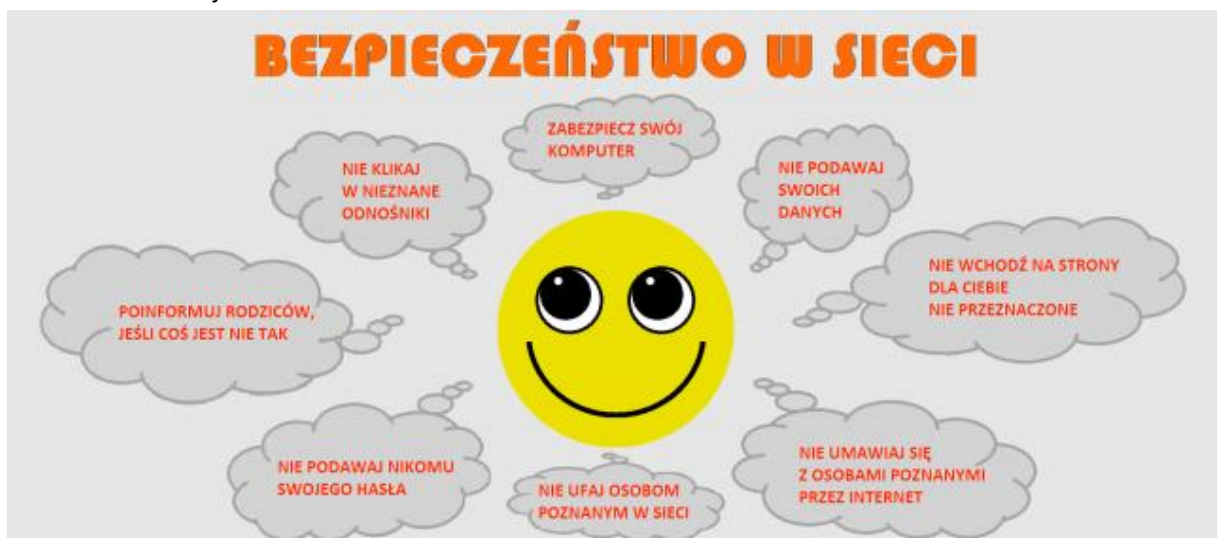 BEZPIECZEŃSTWO W SIECI
ZABEZPIECZ SWÓJ
KOMPUTER
NIE KLIKAJ
W NIEZNANE
ODNOŚNIKI
NIE PODAWAJ
SWOICH
DANYCH
POINFORMUJ RODZICÓW,
JEŚLI COŚ JEST NIE TAK
NIE WCHODŹ NA STRONY
DLA CIEBIE
NIE PRZEZNACZONE
NIE PODAWAJ NIKOMU
SWOJEGO HASŁA
NIE UFAJ OSOBOM
POZNANYM W SIECI
NIE UMAWIAJ SIĘ
Z OSOBAMI POZNANYMI
PRZEZ INTERNET